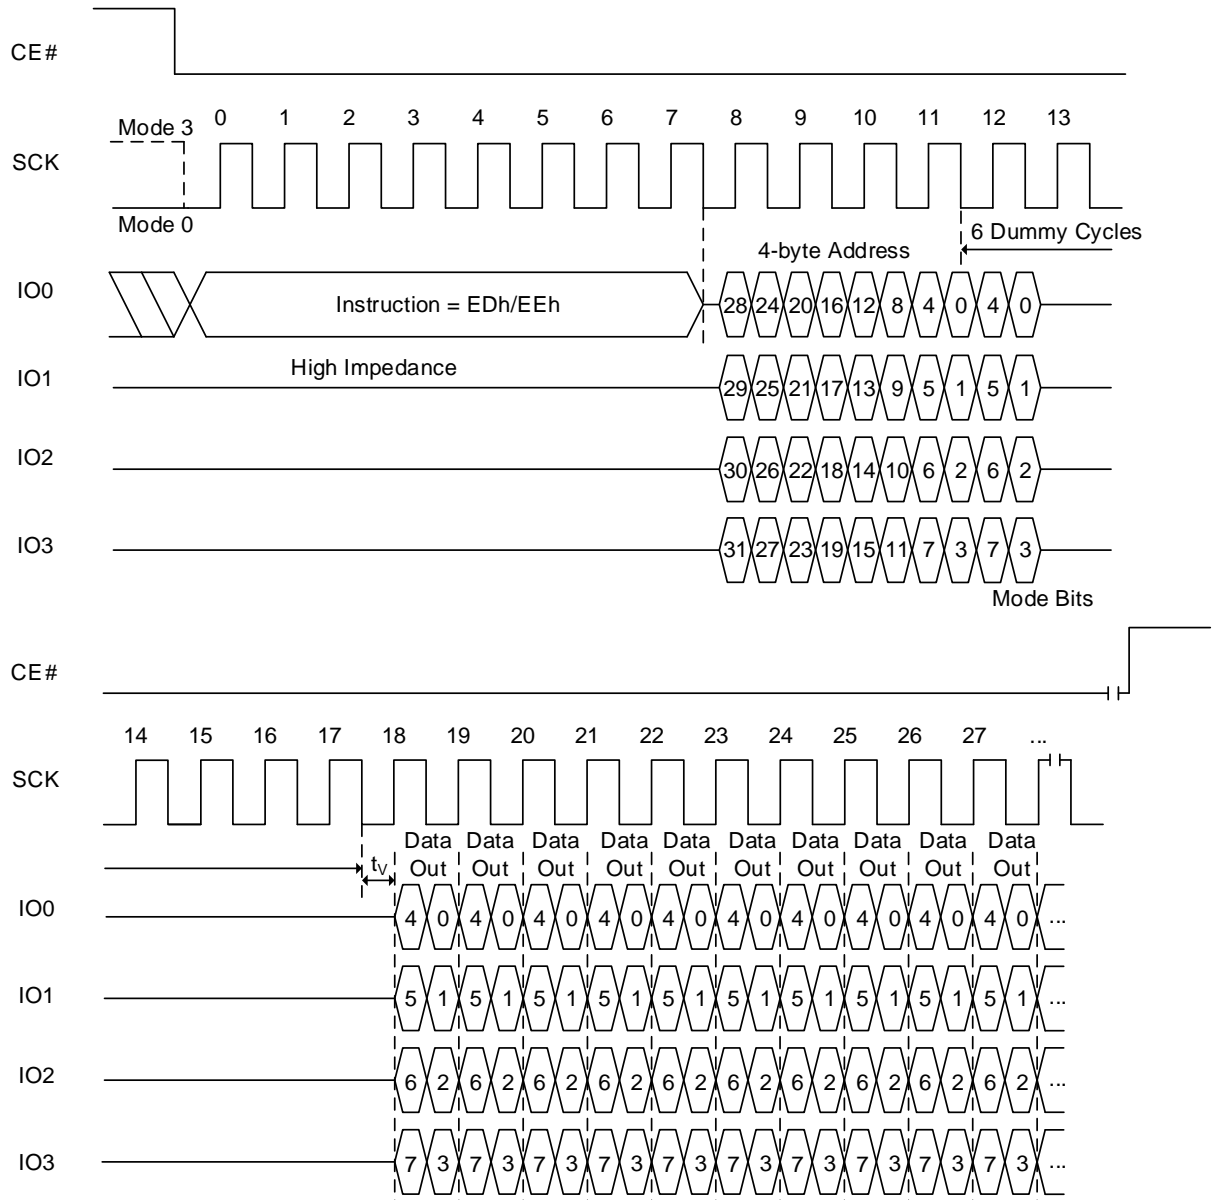 CE#
Mode 3 0 1 2 3 4 5 6 7 8 9 10 11 12 13
SCK
Mode 0
6 Dummy Cycles
4-byte Address
IO0 Instruction = EDh/EEh 28 24 20 16 12 8 4 0 4 0
High Impedance
IO1 29 25 21 17 13 9 5 1 5 1
IO2 30 26 22 18 14 10 6 2 6 2
IO3 31 27 23 19 15 11 7 3 7 3
Mode Bits
CE#
14 15 16 17 18 19 20 21 22 23 24 25 26 27 ...
SCK
Data Data Data Data Data Data Data Data Data Data
tV Out Out Out Out Out Out Out Out Out Out
IO0 4 0 4 0 4 0 4 0 4 0 4 0 4 0 4 0 4 0 4 0 ...
IO1 5 1 5 1 5 1 5 1 5 1 5 1 5 1 5 1 5 1 5 1 ...
IO2 6 2 6 2 6 2 6 2 6 2 6 2 6 2 6 2 6 2 6 2 ...
IO3 7 3 7 3 7 3 7 3 7 3 7 3 7 3 7 3 7 3 7 3 ...